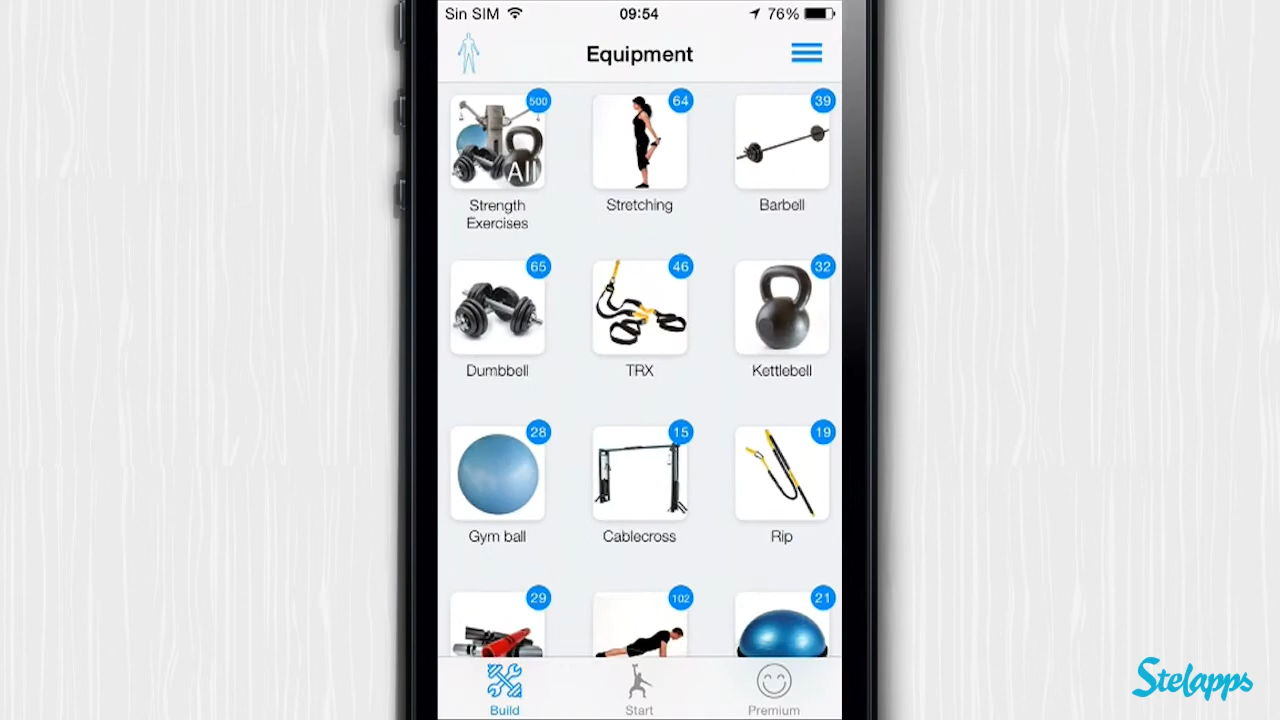 Sin SIM 09:54 76%
Equipment
500 64 39
All
Strength Stretching Barbell
Exercises
65 46 32
Dumbbell TRX Kettlebell
28 15 19
Gym ball Cablecross Rip
29 102 21
Build Start Premium
Stelapps